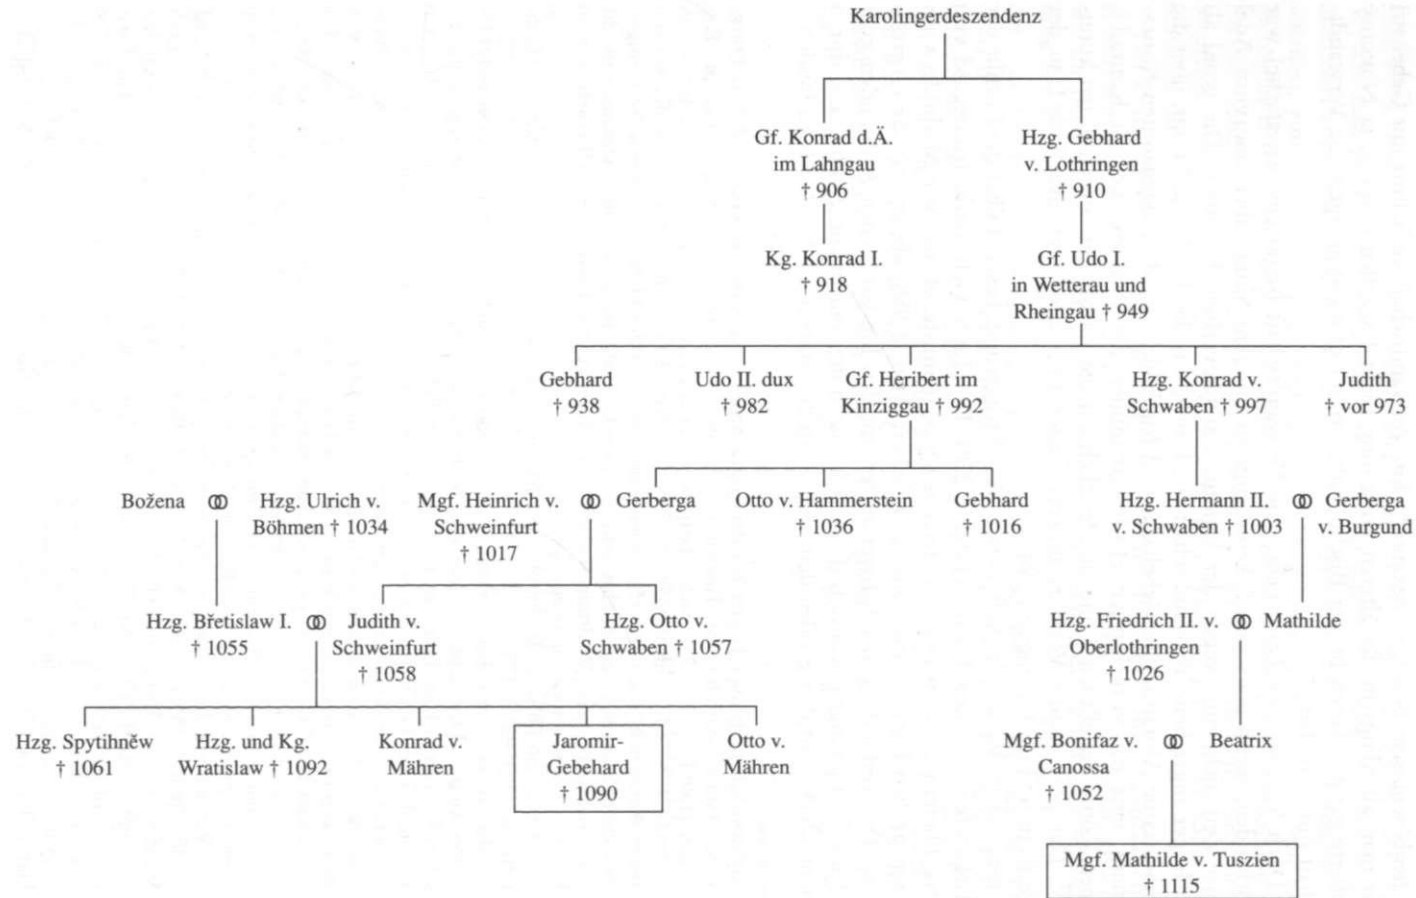 Karolingerdeszendenz
Gf. Konrad d.Ä.
im Lahngau
† 906
Hzg. Gebhard
v. Lothringen
† 910
Kg. Konrad I.
† 918
Gf. Udo I.
in Wetterau und
Rheingau † 949
Gebhard
† 938
Udo II. dux
† 982
Gf. Heribert im
Kinziggau † 992
Hzg. Konrad v.
Schwaben † 997
Judith
† vor 973
Božena
Hzg. Ulrich v.
Böhmen † 1034
Mgf. Heinrich v.
Schweinfurt
† 1017
Gerberga
Otto v. Hammerstein
† 1036
Gebhard
† 1016
Hzg. Hermann II.
v. Schwaben † 1003
Gerberga
v. Burgund
Hzg. Břetislaw I.
† 1055
Judith v.
Schweinfurt
† 1058
Hzg. Otto v.
Schwaben † 1057
Hzg. Friedrich II. v.
Oberlothringen
† 1026
Mathilde
Hzg. Spytihněw
† 1061
Hzg. und Kg.
Wratislaw † 1092
Konrad v.
Mähren
Jaromir-
Gebehard
† 1090
Otto v.
Mähren
Mgf. Bonifaz v.
Canossa
† 1052
Beatrix
Mgf. Mathilde v. Tuszien
† 1115